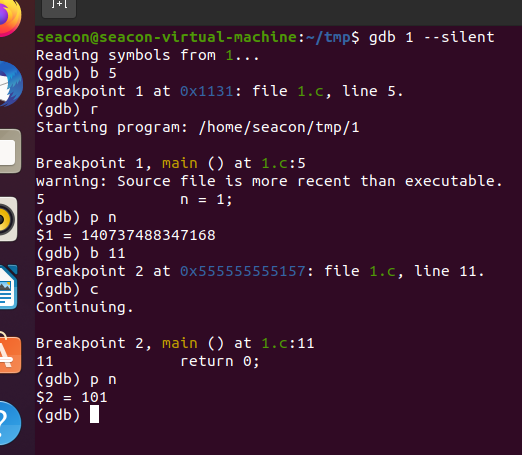 seacon@seacon-virtual-machine:~/tmp$ gdb 1 --silent
Reading symbols from 1...
(gdb) b 5
Breakpoint 1 at 0x1131: file 1.c, line 5.
(gdb) r
Starting program: /home/seacon/tmp/1

Breakpoint 1, main () at 1.c:5
warning: Source file is more recent than executable.
5               n = 1;
(gdb) p n
$1 = 140737488347168
(gdb) b 11
Breakpoint 2 at 0x555555555157: file 1.c, line 11.
(gdb) c
Continuing.

Breakpoint 2, main () at 1.c:11
11              return 0;
(gdb) p n
$2 = 101
(gdb)